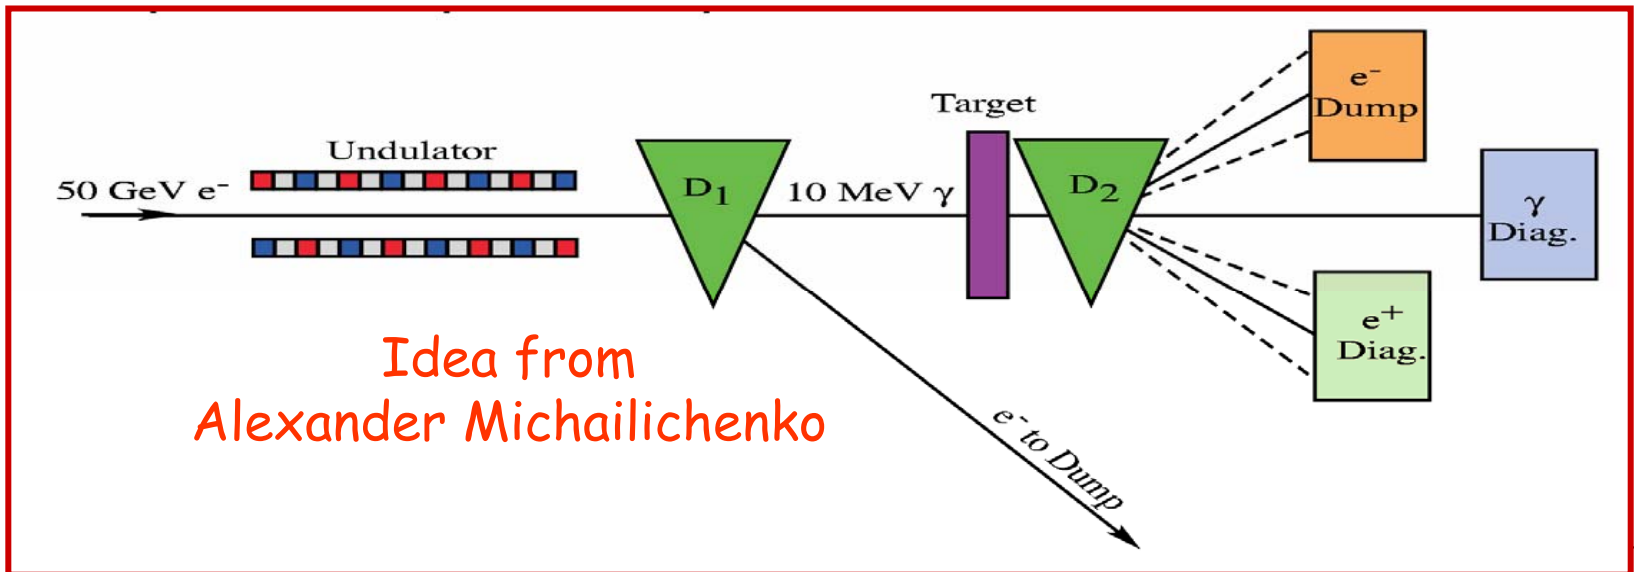 Undulator
50 GeV e⁻
D₁
10 MeV γ
Target
D₂
e⁻
Dump
γ
Diag.
e⁺
Diag.
e⁻ to Dump
Idea from
Alexander Michailichenko